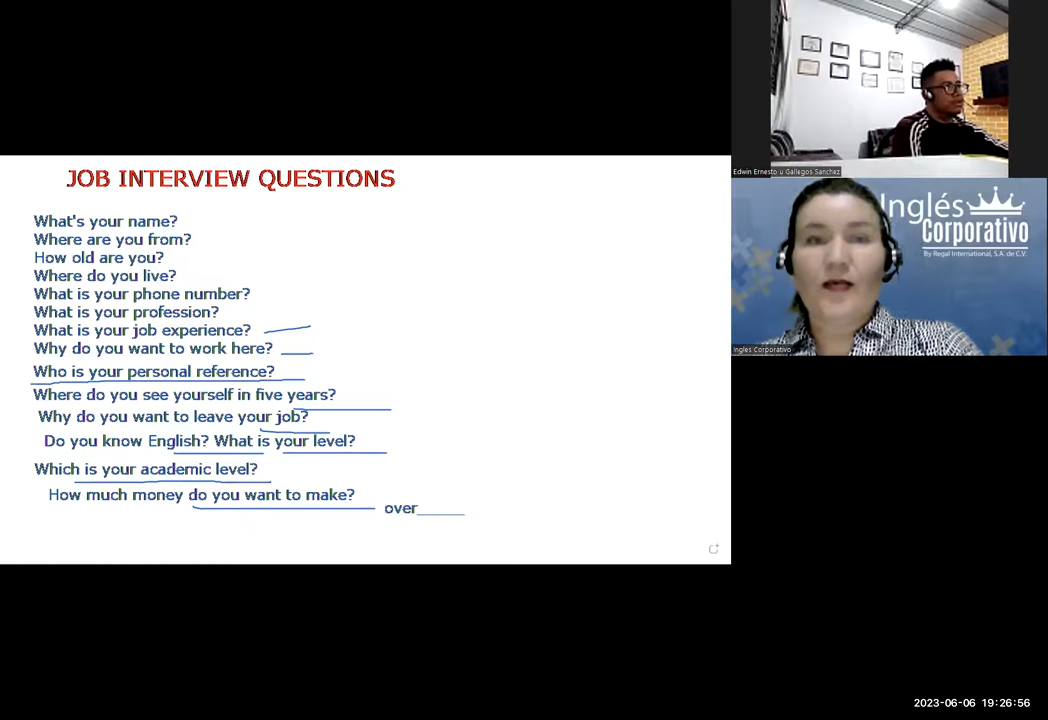 JOB INTERVIEW QUESTIONS
What's your name?
Where are you from?
How old are you?
Where do you live?
What is your phone number?
What is your profession?
What is your job experience?
Why do you want to work here?
Who is your personal reference?
Where do you see yourself in five years?
Why do you want to leave your job?
Do you know English? What is your level?
Which is your academic level?
How much money do you want to make?
over______
Edwin Ernesto u Gallegos Sanchez
Inglés
Corporativo
By Regal International, S.A. de C.V.
Ingles Corporativo
2023-06-06 19:26:56